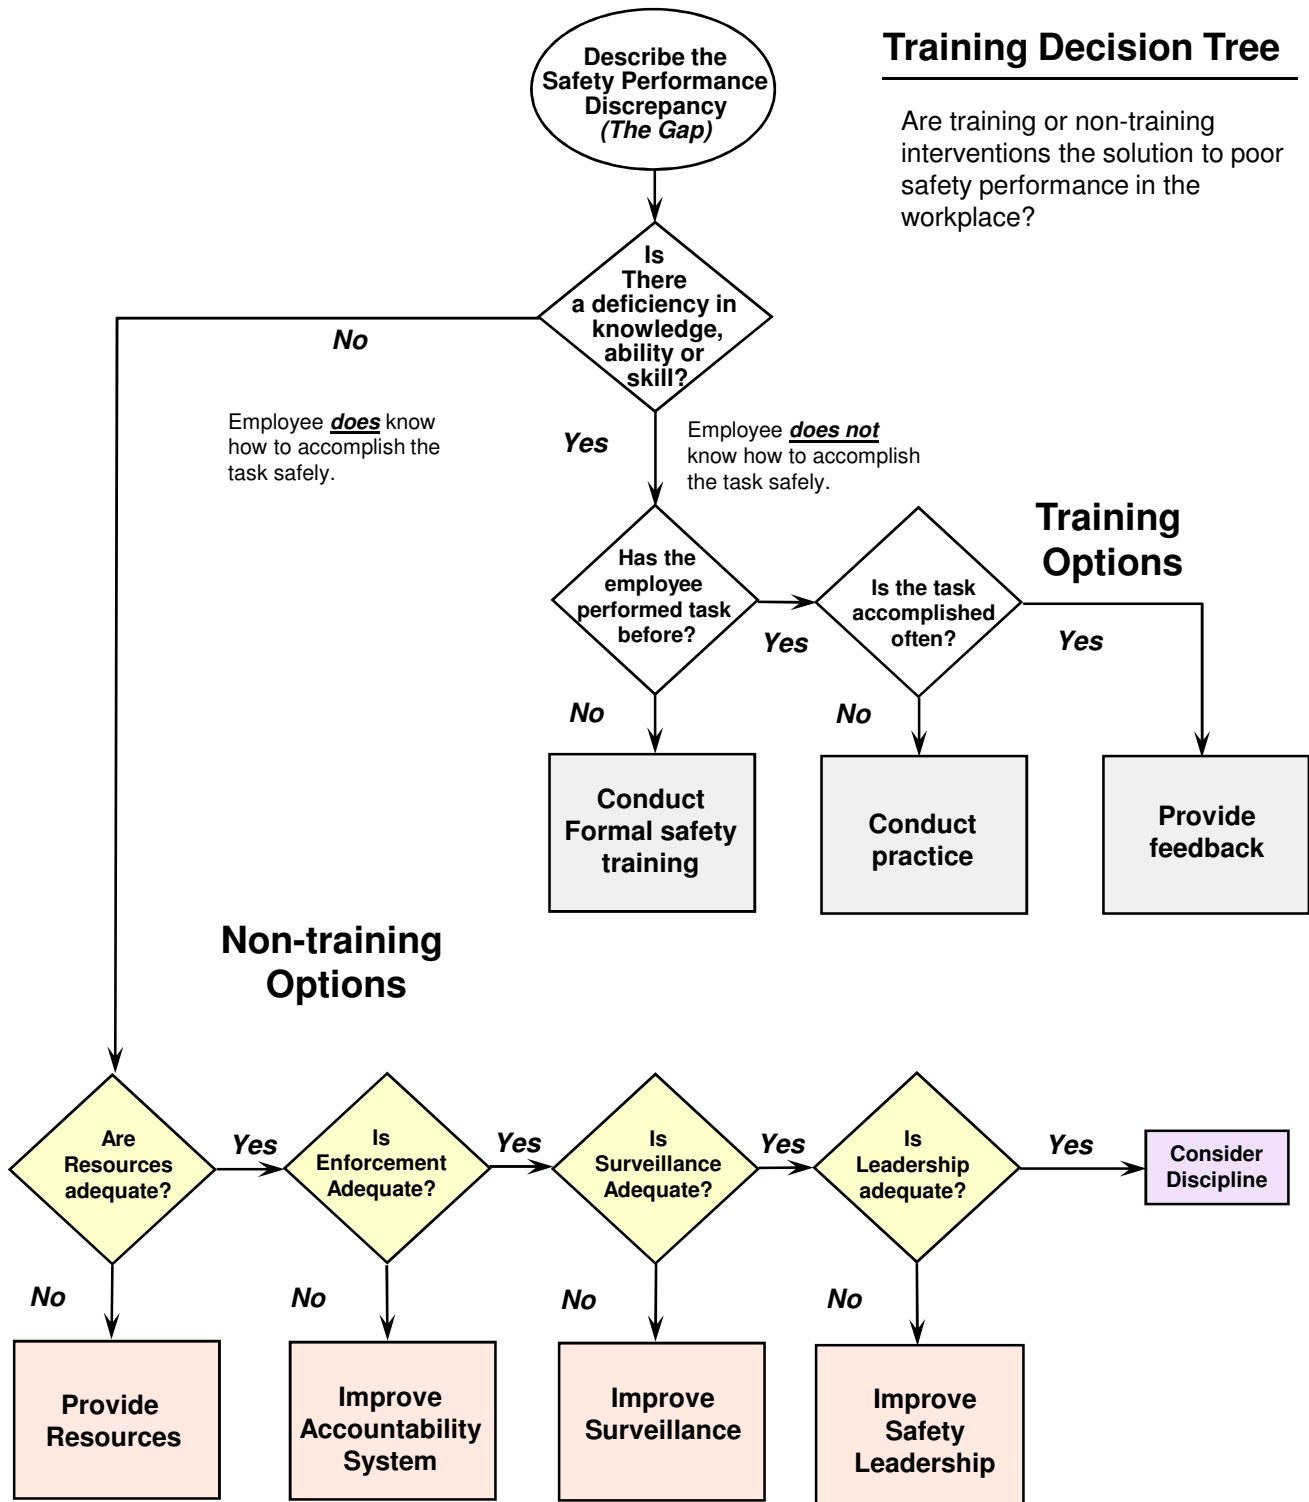 Training Decision Tree
Are training or non-training
interventions the solution to poor
safety performance in the
workplace?
Describe the
Safety Performance
Discrepancy
(The Gap)
Is
There
a deficiency in
knowledge,
ability or
skill?
No
Employee does know
how to accomplish the
task safely.
Yes
Employee does not
know how to accomplish
the task safely.
Training
Options
Has the
employee
performed task
before?
Yes
Is the task
accomplished
often?
Yes
No
No
Conduct
Formal safety
training
Conduct
practice
Provide
feedback
Non-training
Options
Are
Resources
adequate?
Yes
Is
Enforcement
Adequate?
Yes
Is
Surveillance
Adequate?
Yes
Is
Leadership
adequate?
Yes
Consider
Discipline
No
No
No
No
Provide
Resources
Improve
Accountability
System
Improve
Surveillance
Improve
Safety
Leadership